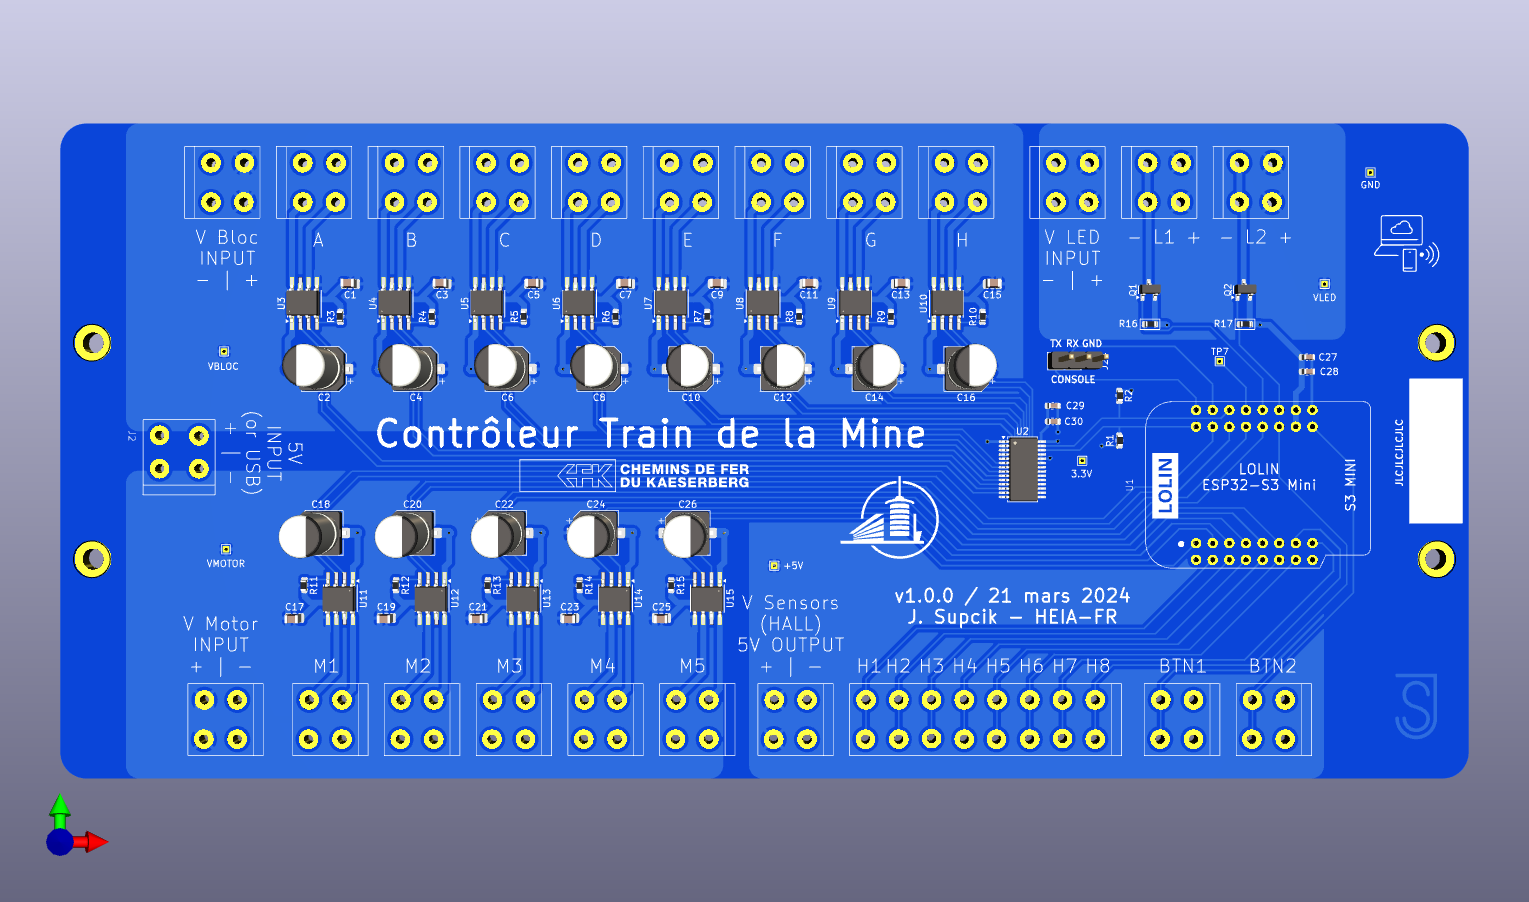 V Bloc
INPUT
- | +
A B C D E F G H
V LED
INPUT
- | +
- L1 +
- L2 +
GND
U3 C1 R3
U4 C3 R4
U5 C5 R5
U6 C7 R6
U7 C9 R7
U8 C11 R8
U9 C13 R9
U10 C15 R10
Q1
Q2
VLED
R16
R17
VBLOC
TX RX GND
CONSOLE
TP7
C27
C28
C2 C4 C6 C8 C10 C12 C14 C16
R2
C29
C30
J2
5V
INPUT
(or USB)
+ | -
Contrôleur Train de la Mine
CFK
CHEMINS DE FER
DU KAESERBERG
U2
R1
3.3V
U1
LOLIN
LOLIN
ESP32-S3 Mini
S3 MINI
JLCJLCJLCJLC
C18 C20 C22 C24 C26
VMOTOR
+5V
R11 U11 C17
R12 U12 C19
R13 U13 C21
R14 U14 C23
R15 U15 C25
v1.0.0 / 21 mars 2024
J. Supcik - HEIA-FR
V Motor
INPUT
+ | -
M1 M2 M3 M4 M5
V Sensors
(HALL)
5V OUTPUT
+ | -
H1 H2 H3 H4 H5 H6 H7 H8
BTN1
BTN2